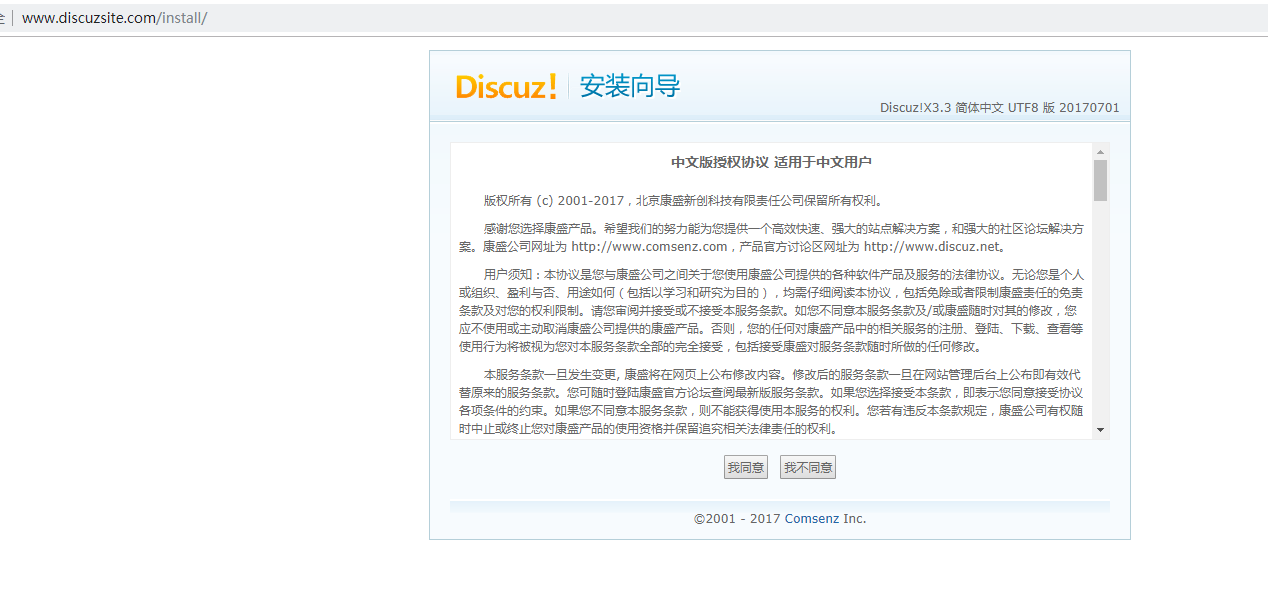 www.discuzsite.com/install/
Discuz! 安装向导
Discuz!X3.3 简体中文 UTF8 版 20170701
中文版授权协议 适用于中文用户
版权所有 (c) 2001-2017，北京康盛新创科技有限责任公司保留所有权利。
感谢您选择康盛产品。希望我们的努力能为您提供一个高效快速、强大的站点解决方案，和强大的社区论坛解决方
案。康盛公司网址为 http://www.comsenz.com，产品官方讨论区网址为 http://www.discuz.net。
用户须知：本协议是您与康盛公司之间关于您使用康盛公司提供的各种软件产品及服务的法律协议。无论您是个人
或组织、盈利与否、用途如何（包括以学习和研究为目的），均需仔细阅读本协议，包括免除或者限制康盛责任的免责
条款及对您的权利限制。请您审阅并接受或不接受本服务条款。如您不同意本服务条款及/或康盛随时对其的修改，您
应不使用或主动取消康盛公司提供的康盛产品。否则，您的任何对康盛产品中的相关服务的注册、登陆、下载、查看等
使用行为将被视为您对本服务条款全部的完全接受，包括接受康盛对服务条款随时所做的任何修改。
本服务条款一旦发生变更, 康盛将在网页上公布修改内容。修改后的服务条款一旦在网站管理后台上公布即有效代
替原来的服务条款。您可随时登陆康盛官方论坛查阅最新版服务条款。如果您选择接受本条款，即表示您同意接受协议
各项条件的约束。如果您不同意本服务条款，则不能获得使用本服务的权利。您若有违反本条款规定，康盛公司有权随
时中止或终止您对康盛产品的使用资格并保留追究相关法律责任的权利。
我同意 我不同意
©2001 - 2017 Comsenz Inc.